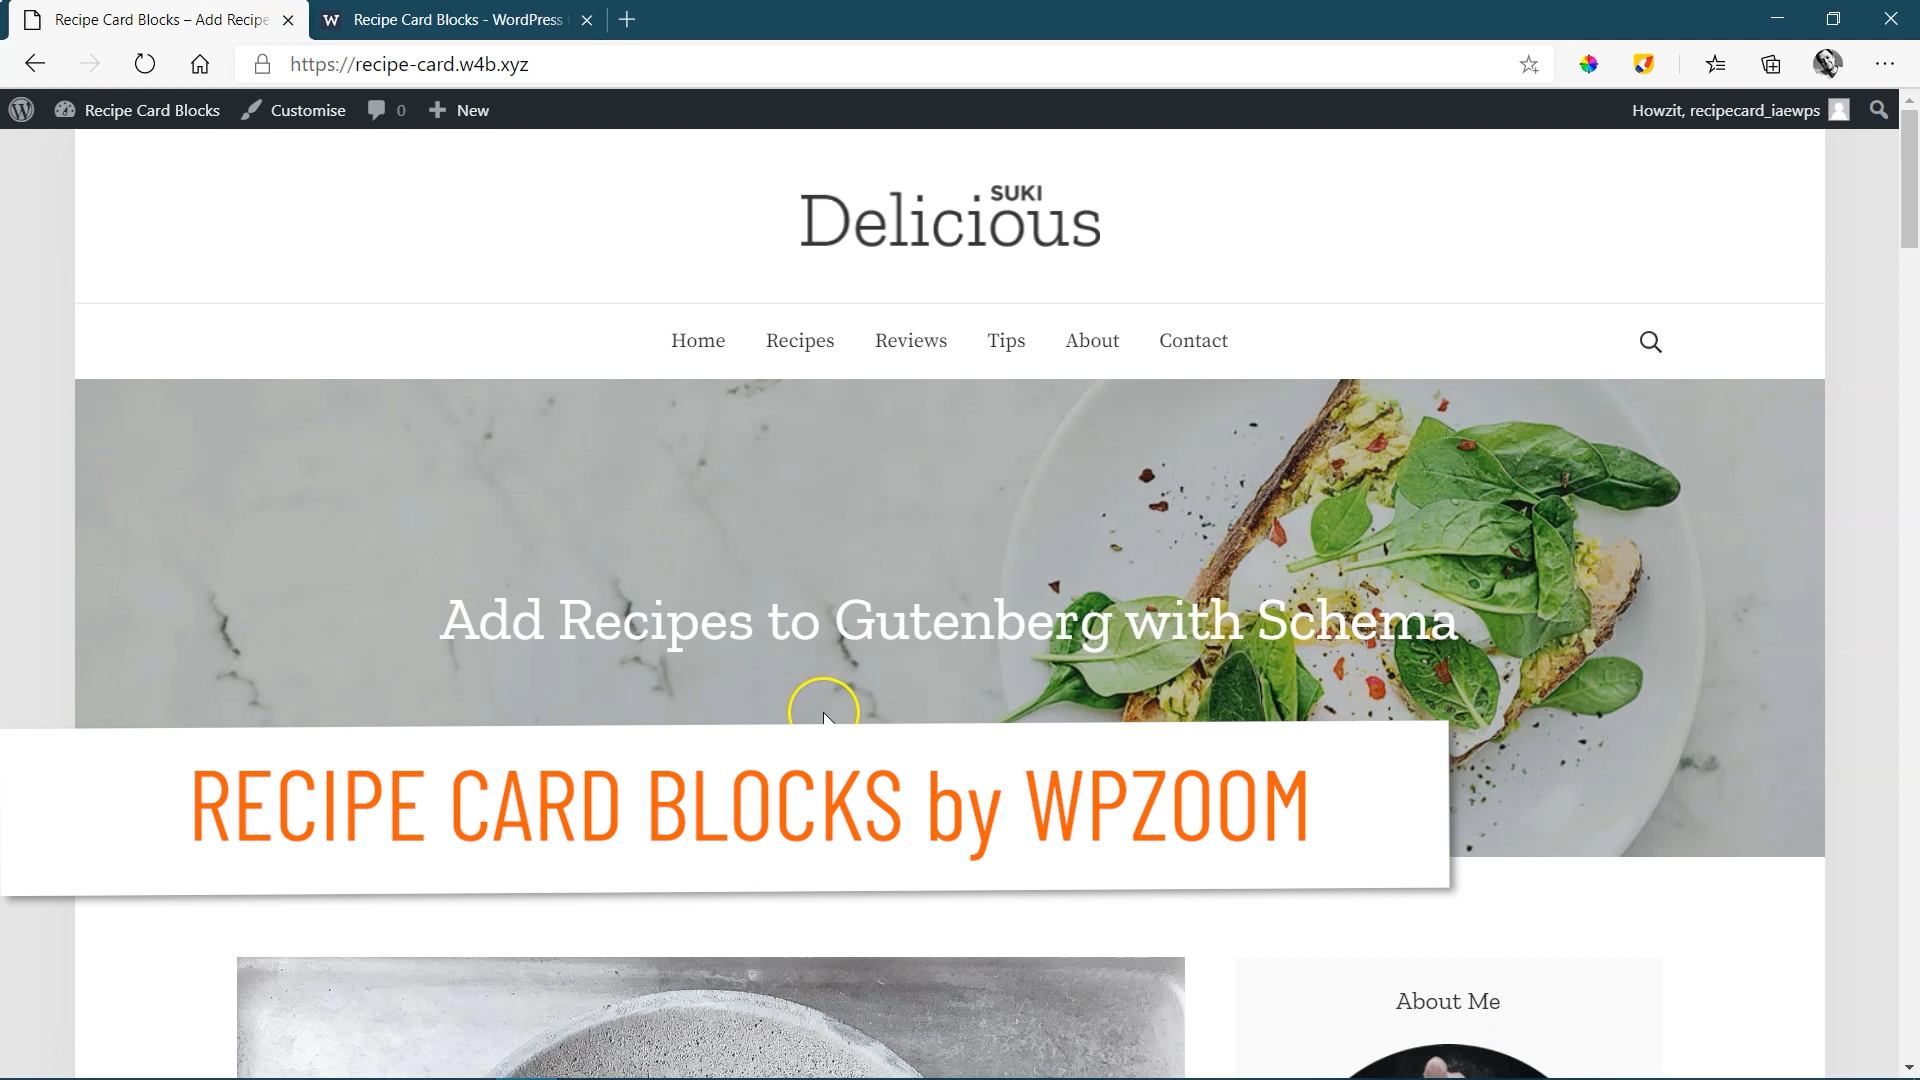 Recipe Card Blocks – Add Recipe
Recipe Card Blocks - WordPress
https://recipe-card.w4b.xyz
Recipe Card Blocks
Customise
0
New
Howzit, recipecard_iaewps
SUKI
Delicious
Home
Recipes
Reviews
Tips
About
Contact
Add Recipes to Gutenberg with Schema
RECIPE CARD BLOCKS by WPZOOM
About Me